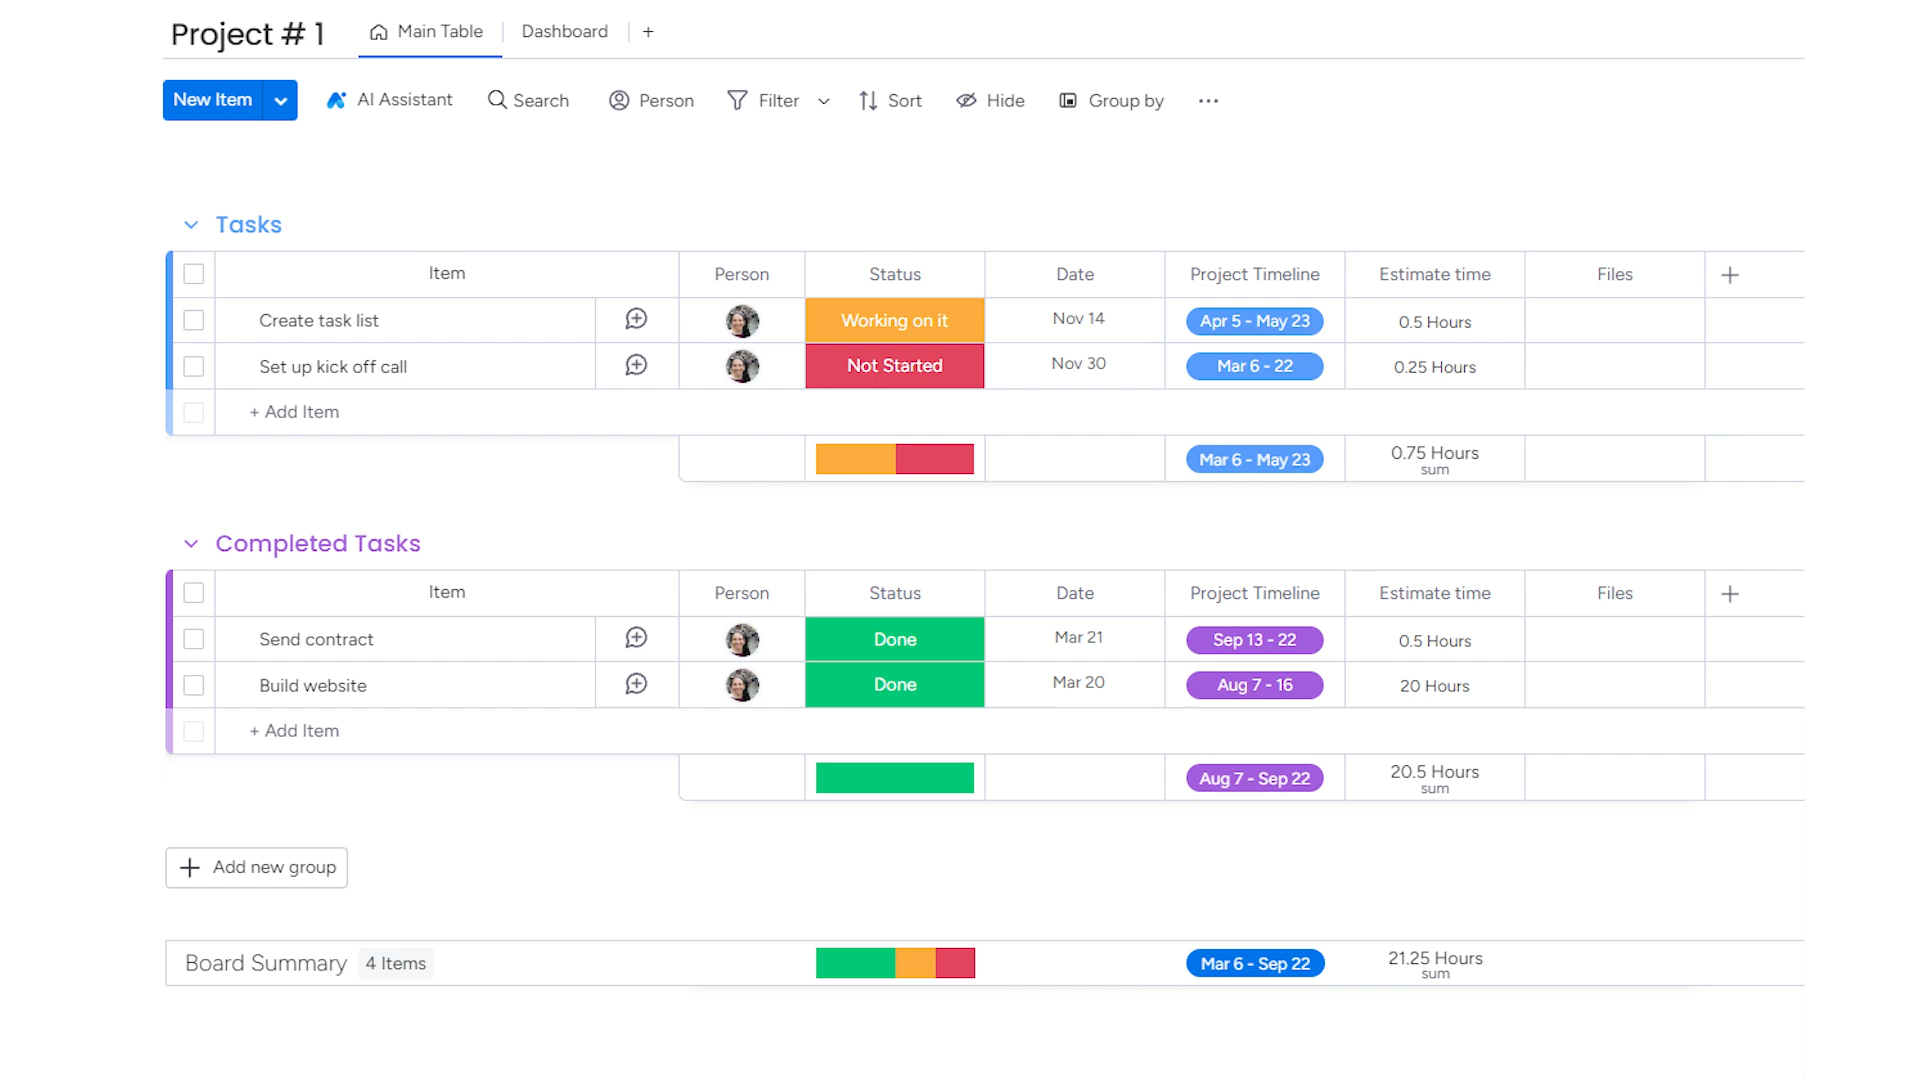 Project # 1
Main Table
Dashboard
+
New Item
AI Assistant
Search
Person
Filter
Sort
Hide
Group by
Tasks
Item Person Status Date Project Timeline Estimate time Files +
Create task list Working on it Nov 14 Apr 5 - May 23 0.5 Hours
Set up kick off call Not Started Nov 30 Mar 6 - 22 0.25 Hours
+ Add Item
Mar 6 - May 23 0.75 Hours
sum
Completed Tasks
Item Person Status Date Project Timeline Estimate time Files +
Send contract Done Mar 21 Sep 13 - 22 0.5 Hours
Build website Done Mar 20 Aug 7 - 16 20 Hours
+ Add Item
Aug 7 - Sep 22 20.5 Hours
sum
+ Add new group
Board Summary 4 Items Mar 6 - Sep 22 21.25 Hours
sum